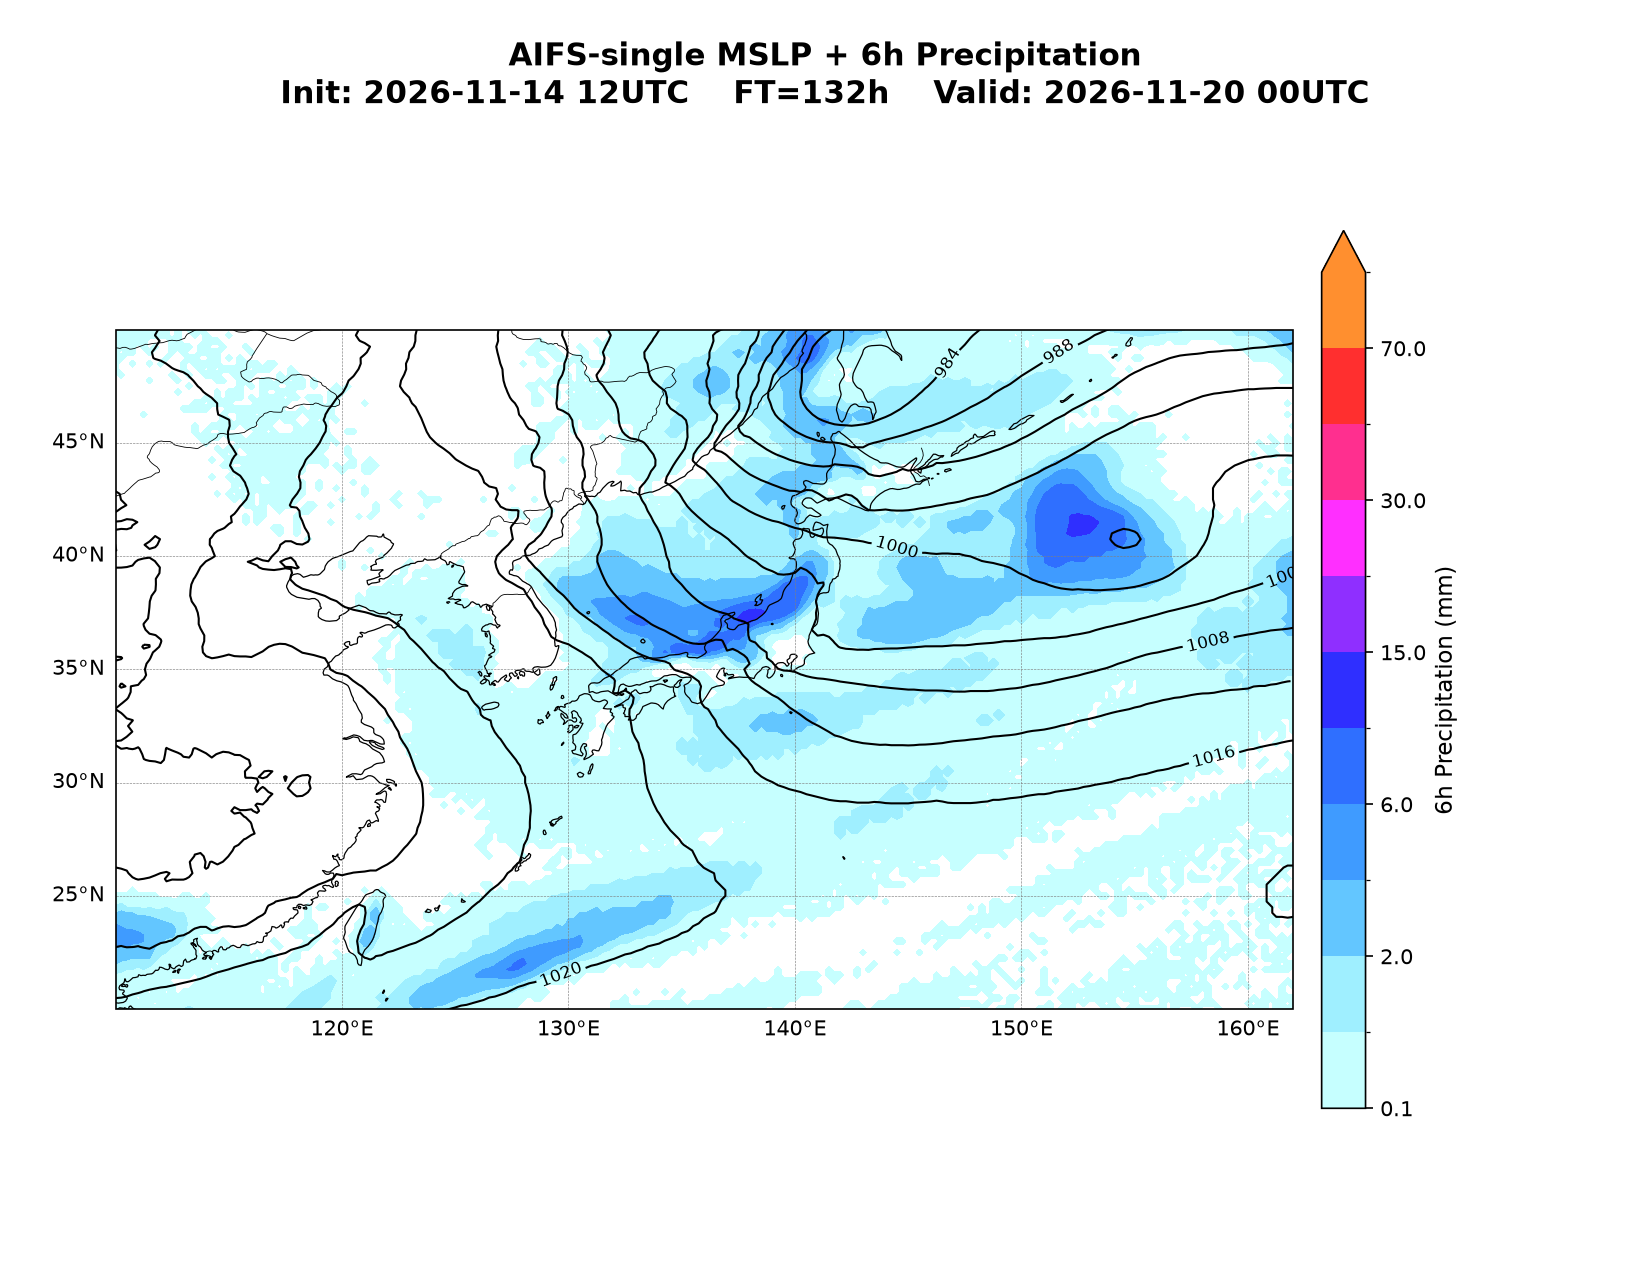 AIFS-single MSLP + 6h Precipitation
Init: 2026-11-14 12UTC    FT=132h    Valid: 2026-11-20 00UTC
984
988
1000
100
1008
1016
1020
45°N
40°N
35°N
30°N
25°N
120°E
130°E
140°E
150°E
160°E
70.0
30.0
15.0
6.0
2.0
0.1
6h Precipitation (mm)